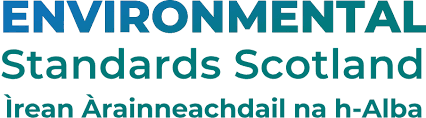 ENVIRONMENTAL
Standards Scotland
Ìrean Àrainneachdail na h-Alba